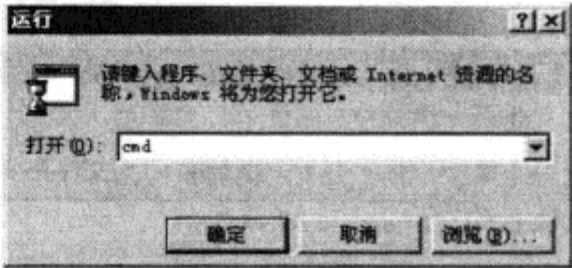 运行
请键入程序、文件夹、文档或 Internet 资源的名
称，Windows 将为您打开它。
打开(O): cmd
确定 取消 浏览(B)...